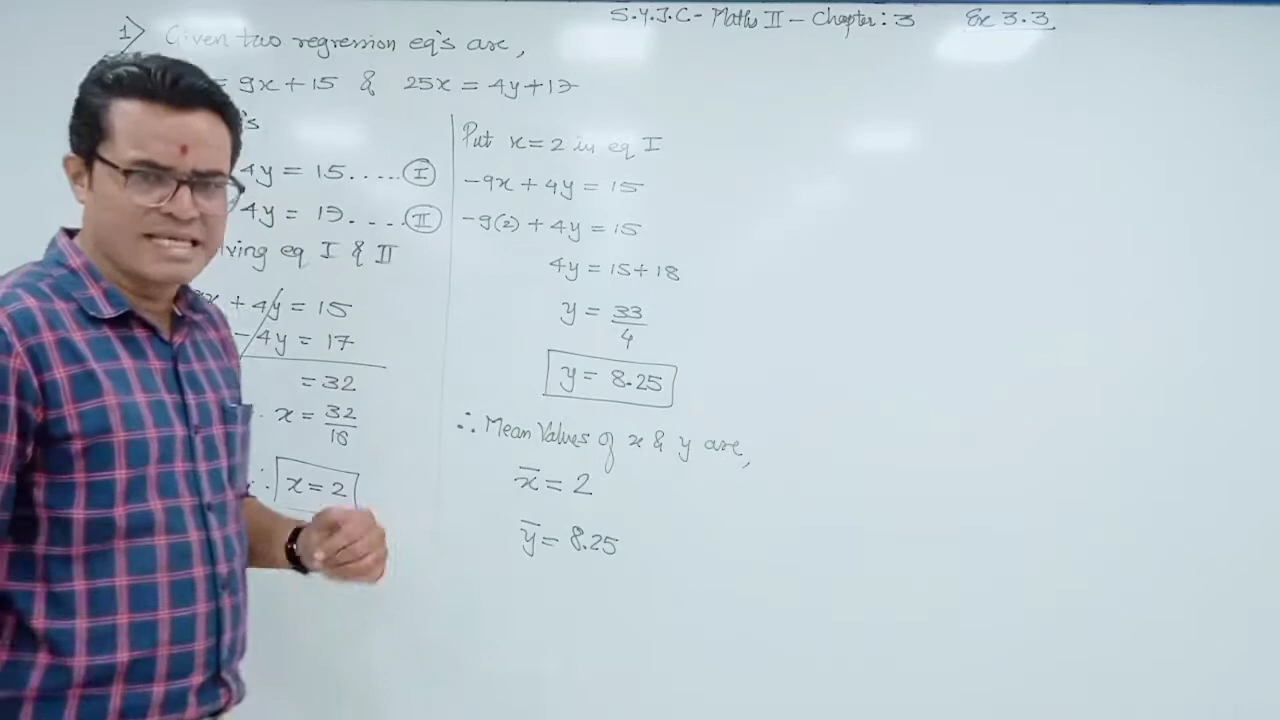 S.Y.J.C - Maths II - Chapter : 3 Ex 3.3
1> Given two regression eq's are,
= 9x + 15 & 25x = 4y + 17
's
4y = 15 ..... I
4y = 17 .... II
lving eq I & II
+ 4y = 15
- 4y = 17
= 32
x = 32/16
∴ x = 2
Put x = 2 in eq I
-9x + 4y = 15
-9(2) + 4y = 15
4y = 15 + 18
y = 33/4
y = 8.25
∴ Mean Values of x & y are,
x̄ = 2
ȳ = 8.25